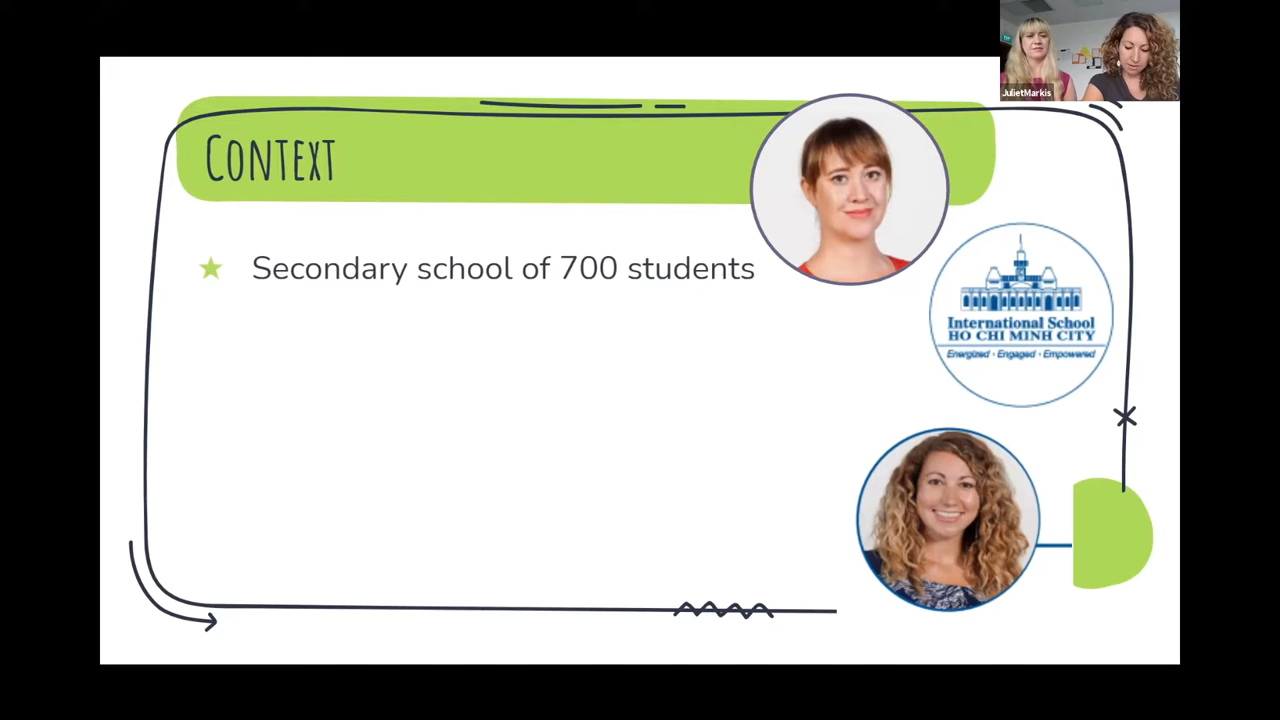 JulietMarkis
Context
Secondary school of 700 students
International School
HO CHI MINH CITY
Energized · Engaged · Empowered